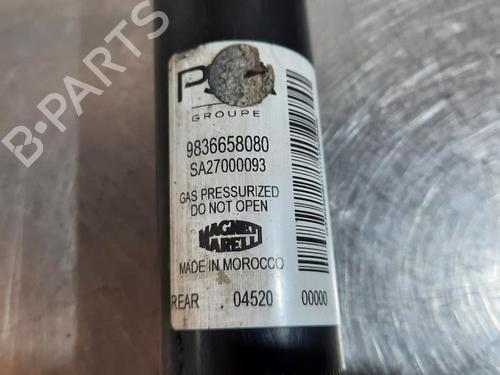 GROUPE
9836658080
SA27000093
GAS PRESSURIZED
DO NOT OPEN
MAGNETI
MARELLI
MADE IN MOROCCO
REAR 04520 00000
B-PARTS